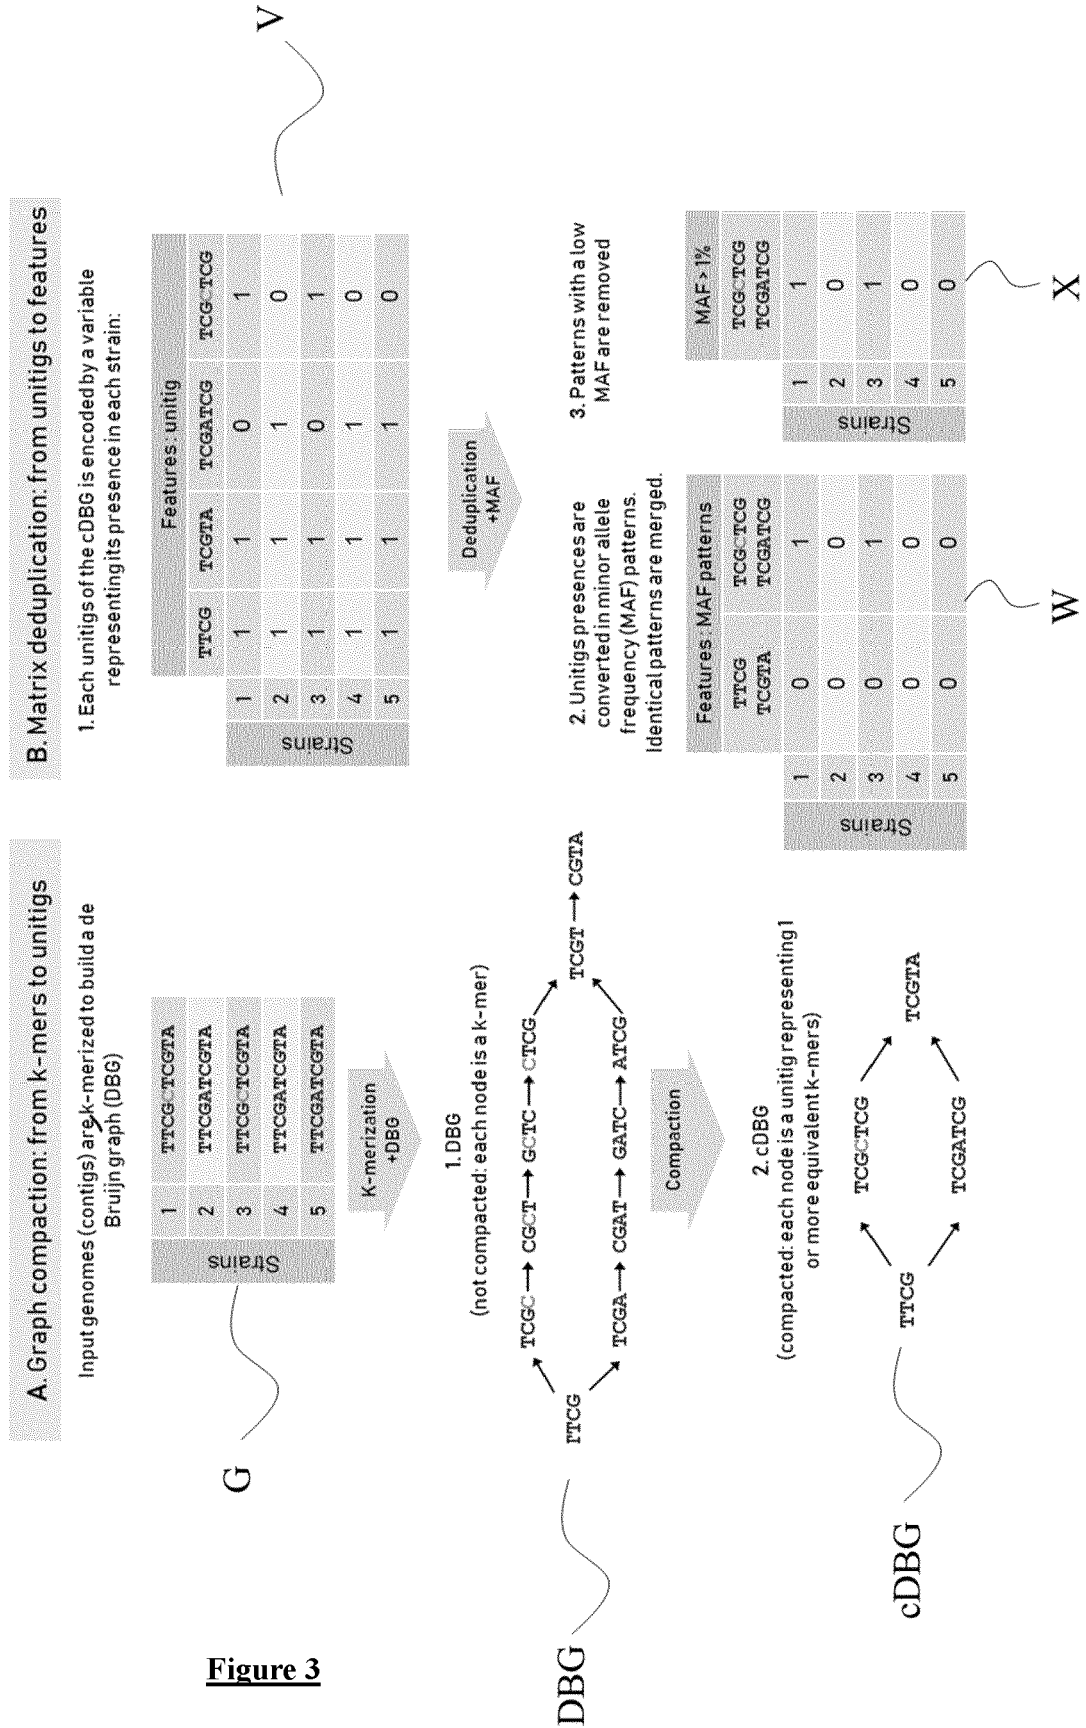 Figure 3
A. Graph compaction: from k-mers to unitigs
Input genomes (contigs) are k-merized to build a de
Bruijn graph (DBG)
Strains
1 TTCGCTCGTA
2 TTCGATCGTA
3 TTCGCTCGTA
4 TTCGATCGTA
5 TTCGATCGTA
G
K-merization
+DBG
1. DBG
(not compacted: each node is a k-mer)
TCGC CGCT GCTC CTCG
TTCG TCGT CGTA
TCGA CGAT GATC ATCG
DBG
Compaction
2. cDBG
(compacted: each node is a unitig representing 1
or more equivalent k-mers)
TCGCTCG
TTCG TCGTA
TCGATCG
cDBG
B. Matrix deduplication: from unitigs to features
1. Each unitigs of the cDBG is encoded by a variable
representing its presence in each strain:
Features : unitig
TTCG TCGTA TCGATCG TCGCTCG
Strains
1 1 1 0 1
2 1 1 1 0
3 1 1 0 1
4 1 1 1 0
5 1 1 1 0
V
Deduplication
+MAF
2. Unitigs presences are
converted in minor allele
frequency (MAF) patterns.
Identical patterns are merged.
Features : MAF patterns
TTCG TCGCTCG
TCGTA TCGATCG
Strains
1 0 1
2 0 0
3 0 1
4 0 0
5 0 0
W
3. Patterns with a low
MAF are removed
MAF > 1%
TCGCTCG
TCGATCG
Strains
1 1
2 0
3 1
4 0
5 0
X